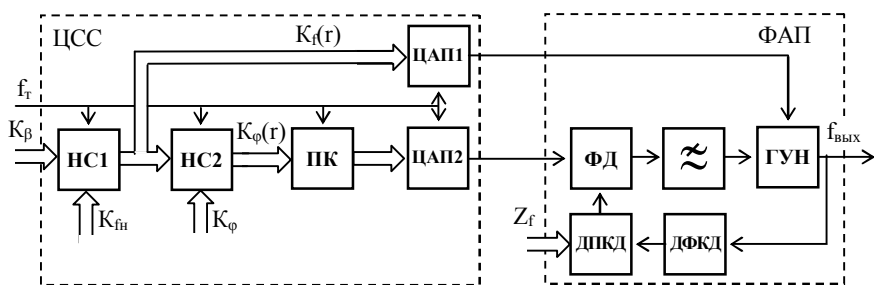 ЦСС
K_f(r)
ЦАП1
ФАП
f_т
K_β
НС1
НС2
K_φ(r)
ПК
ЦАП2
ФД
ГУН
f_вых
K_fн
K_φ
Z_f
ДПКД
ДФКД